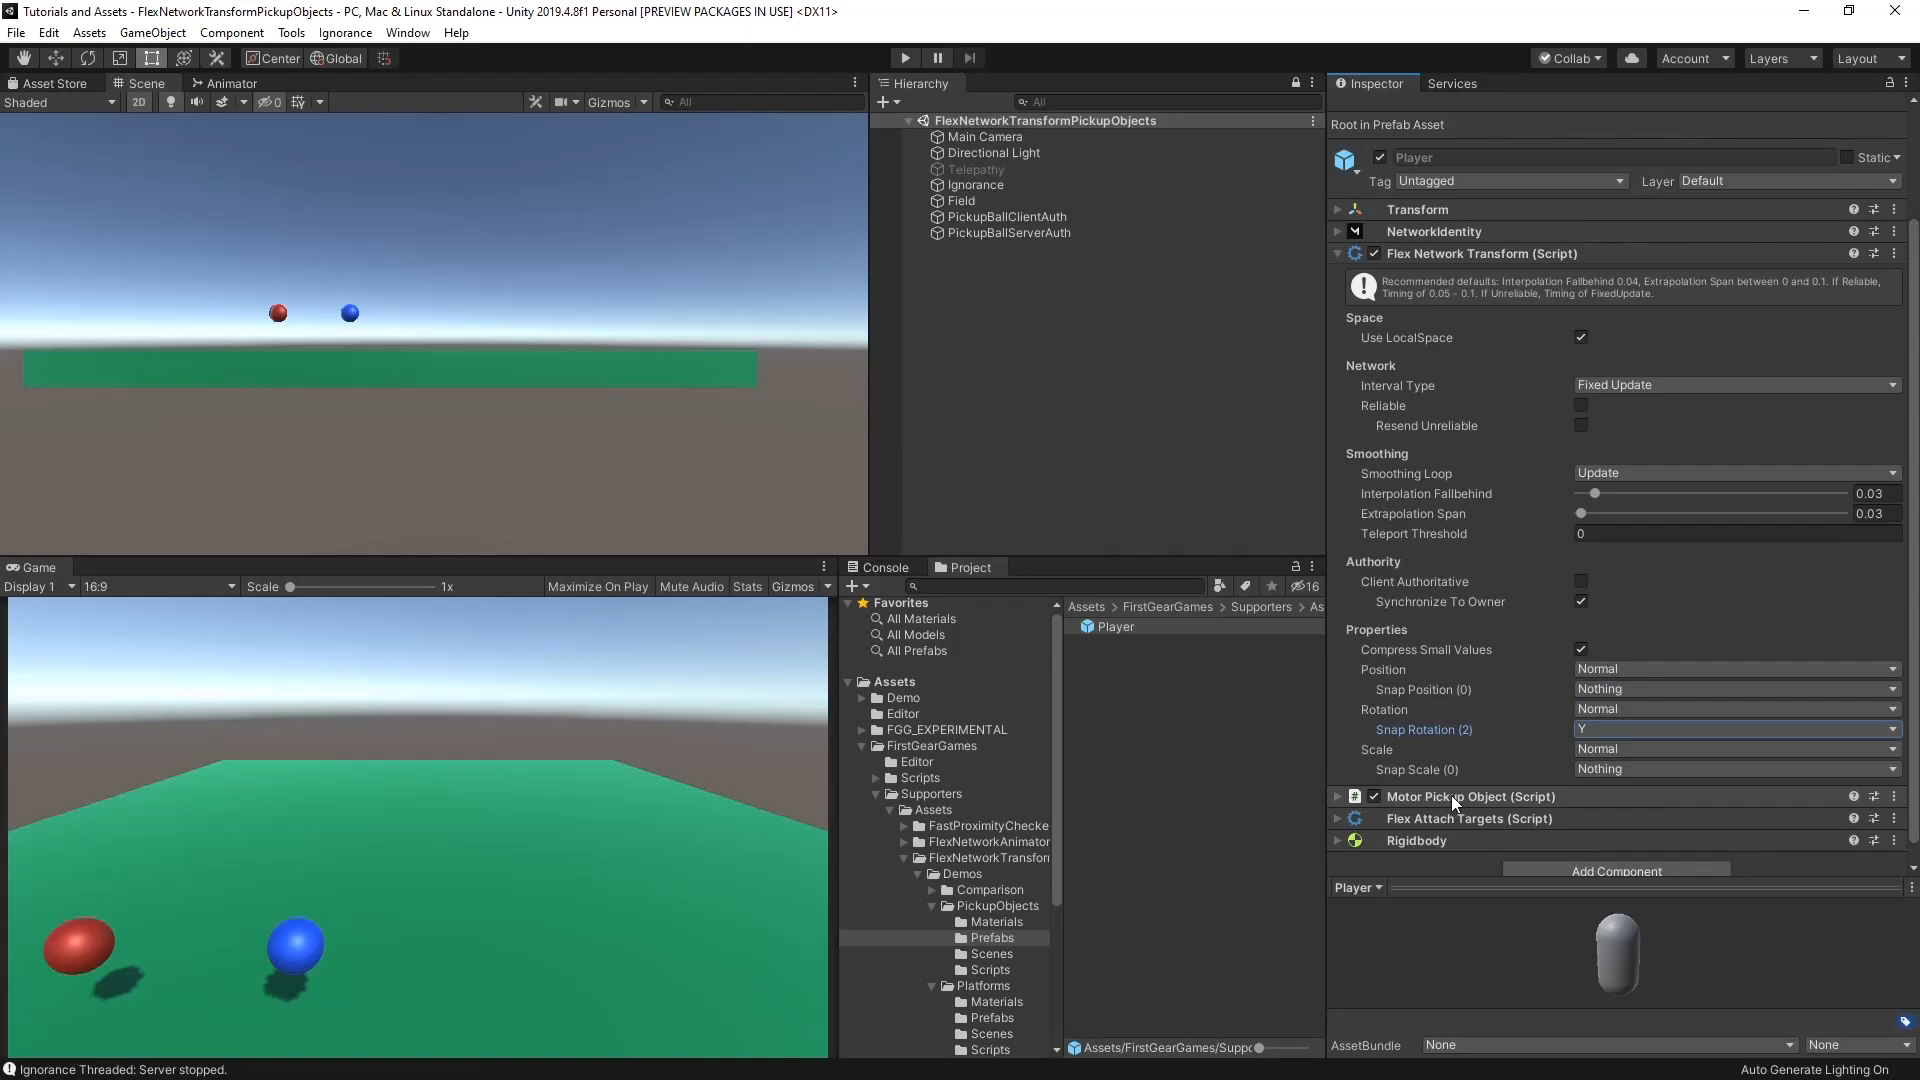 Tutorials and Assets - FlexNetworkTransformPickupObjects - PC, Mac & Linux Standalone - Unity 2019.4.8f1 Personal [PREVIEW PACKAGES IN USE] <DX11>
File Edit Assets GameObject Component Tools Ignorance Window Help
Center Global Collab Account Layers Layout
Asset Store Scene Animator
Shaded 2D 0 Gizmos All
Hierarchy
All
FlexNetworkTransformPickupObjects
Main Camera
Directional Light
Telepathy
Ignorance
Field
PickupBallClientAuth
PickupBallServerAuth
Game
Display 1 16:9 Scale 1x Maximize On Play Mute Audio Stats Gizmos
Console Project
16
Favorites
All Materials
All Models
All Prefabs
Assets
Demo
Editor
FGG_EXPERIMENTAL
FirstGearGames
Editor
Scripts
Supporters
Assets
FastProximityChecke
FlexNetworkAnimator
FlexNetworkTransforn
Demos
Comparison
PickupObjects
Materials
Prefabs
Scenes
Scripts
Platforms
Materials
Prefabs
Scenes
Scripts
Assets > FirstGearGames > Supporters > As
Player
Assets/FirstGearGames/Suppo
Inspector Services
Root in Prefab Asset
Player Static
Tag Untagged Layer Default
Transform
NetworkIdentity
Flex Network Transform (Script)
Recommended defaults: Interpolation Fallbehind 0.04, Extrapolation Span between 0 and 0.1. If Reliable,
Timing of 0.05 - 0.1. If Unreliable, Timing of FixedUpdate.
Space
Use LocalSpace
Network
Interval Type Fixed Update
Reliable
Resend Unreliable
Smoothing
Smoothing Loop Update
Interpolation Fallbehind 0.03
Extrapolation Span 0.03
Teleport Threshold 0
Authority
Client Authoritative
Synchronize To Owner
Properties
Compress Small Values
Position Normal
Snap Position (0) Nothing
Rotation Normal
Snap Rotation (2) Y
Scale Normal
Snap Scale (0) Nothing
Motor Pickup Object (Script)
Flex Attach Targets (Script)
Rigidbody
Add Component
Player
AssetBundle None None
Ignorance Threaded: Server stopped.
Auto Generate Lighting On